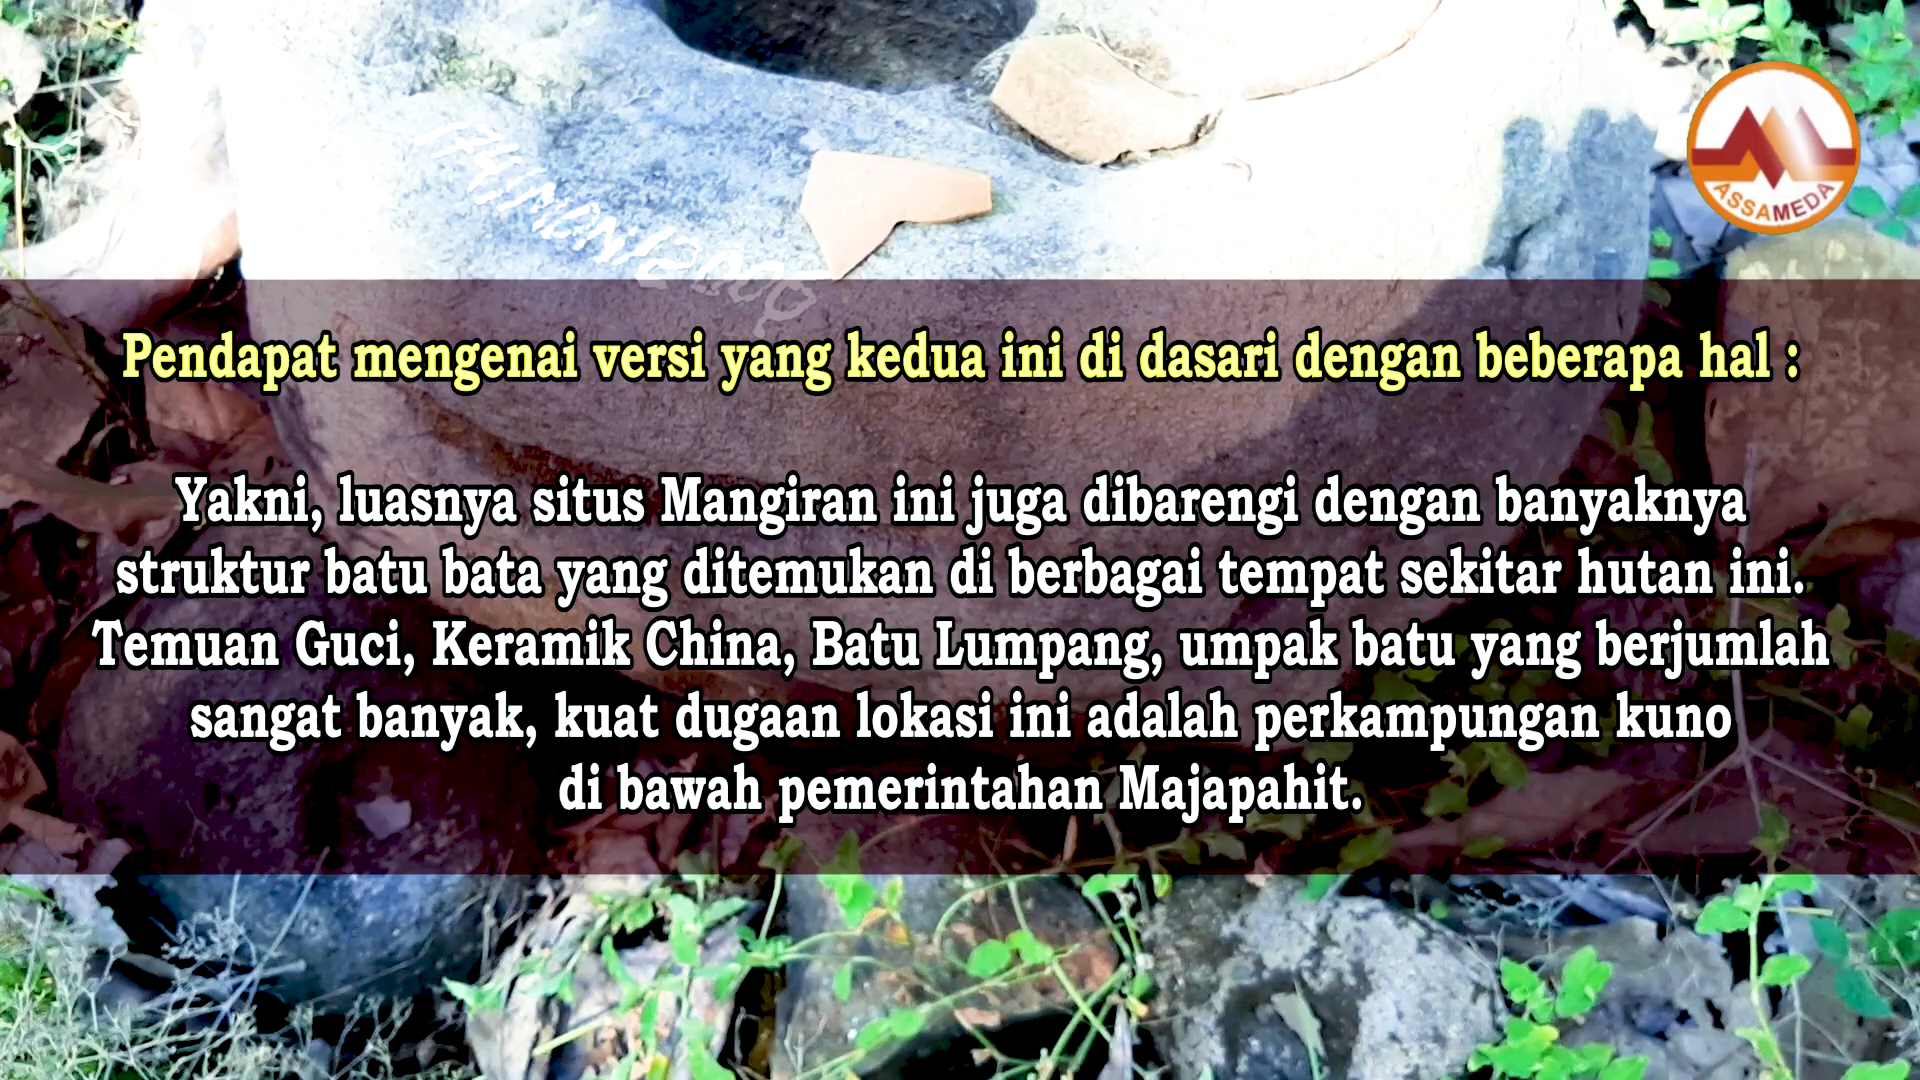 ASSAMEDA
Pendapat mengenai versi yang kedua ini di dasari dengan beberapa hal :
Yakni, luasnya situs Mangiran ini juga dibarengi dengan banyaknya
struktur batu bata yang ditemukan di berbagai tempat sekitar hutan ini.
Temuan Guci, Keramik China, Batu Lumpang, umpak batu yang berjumlah
sangat banyak, kuat dugaan lokasi ini adalah perkampungan kuno
di bawah pemerintahan Majapahit.